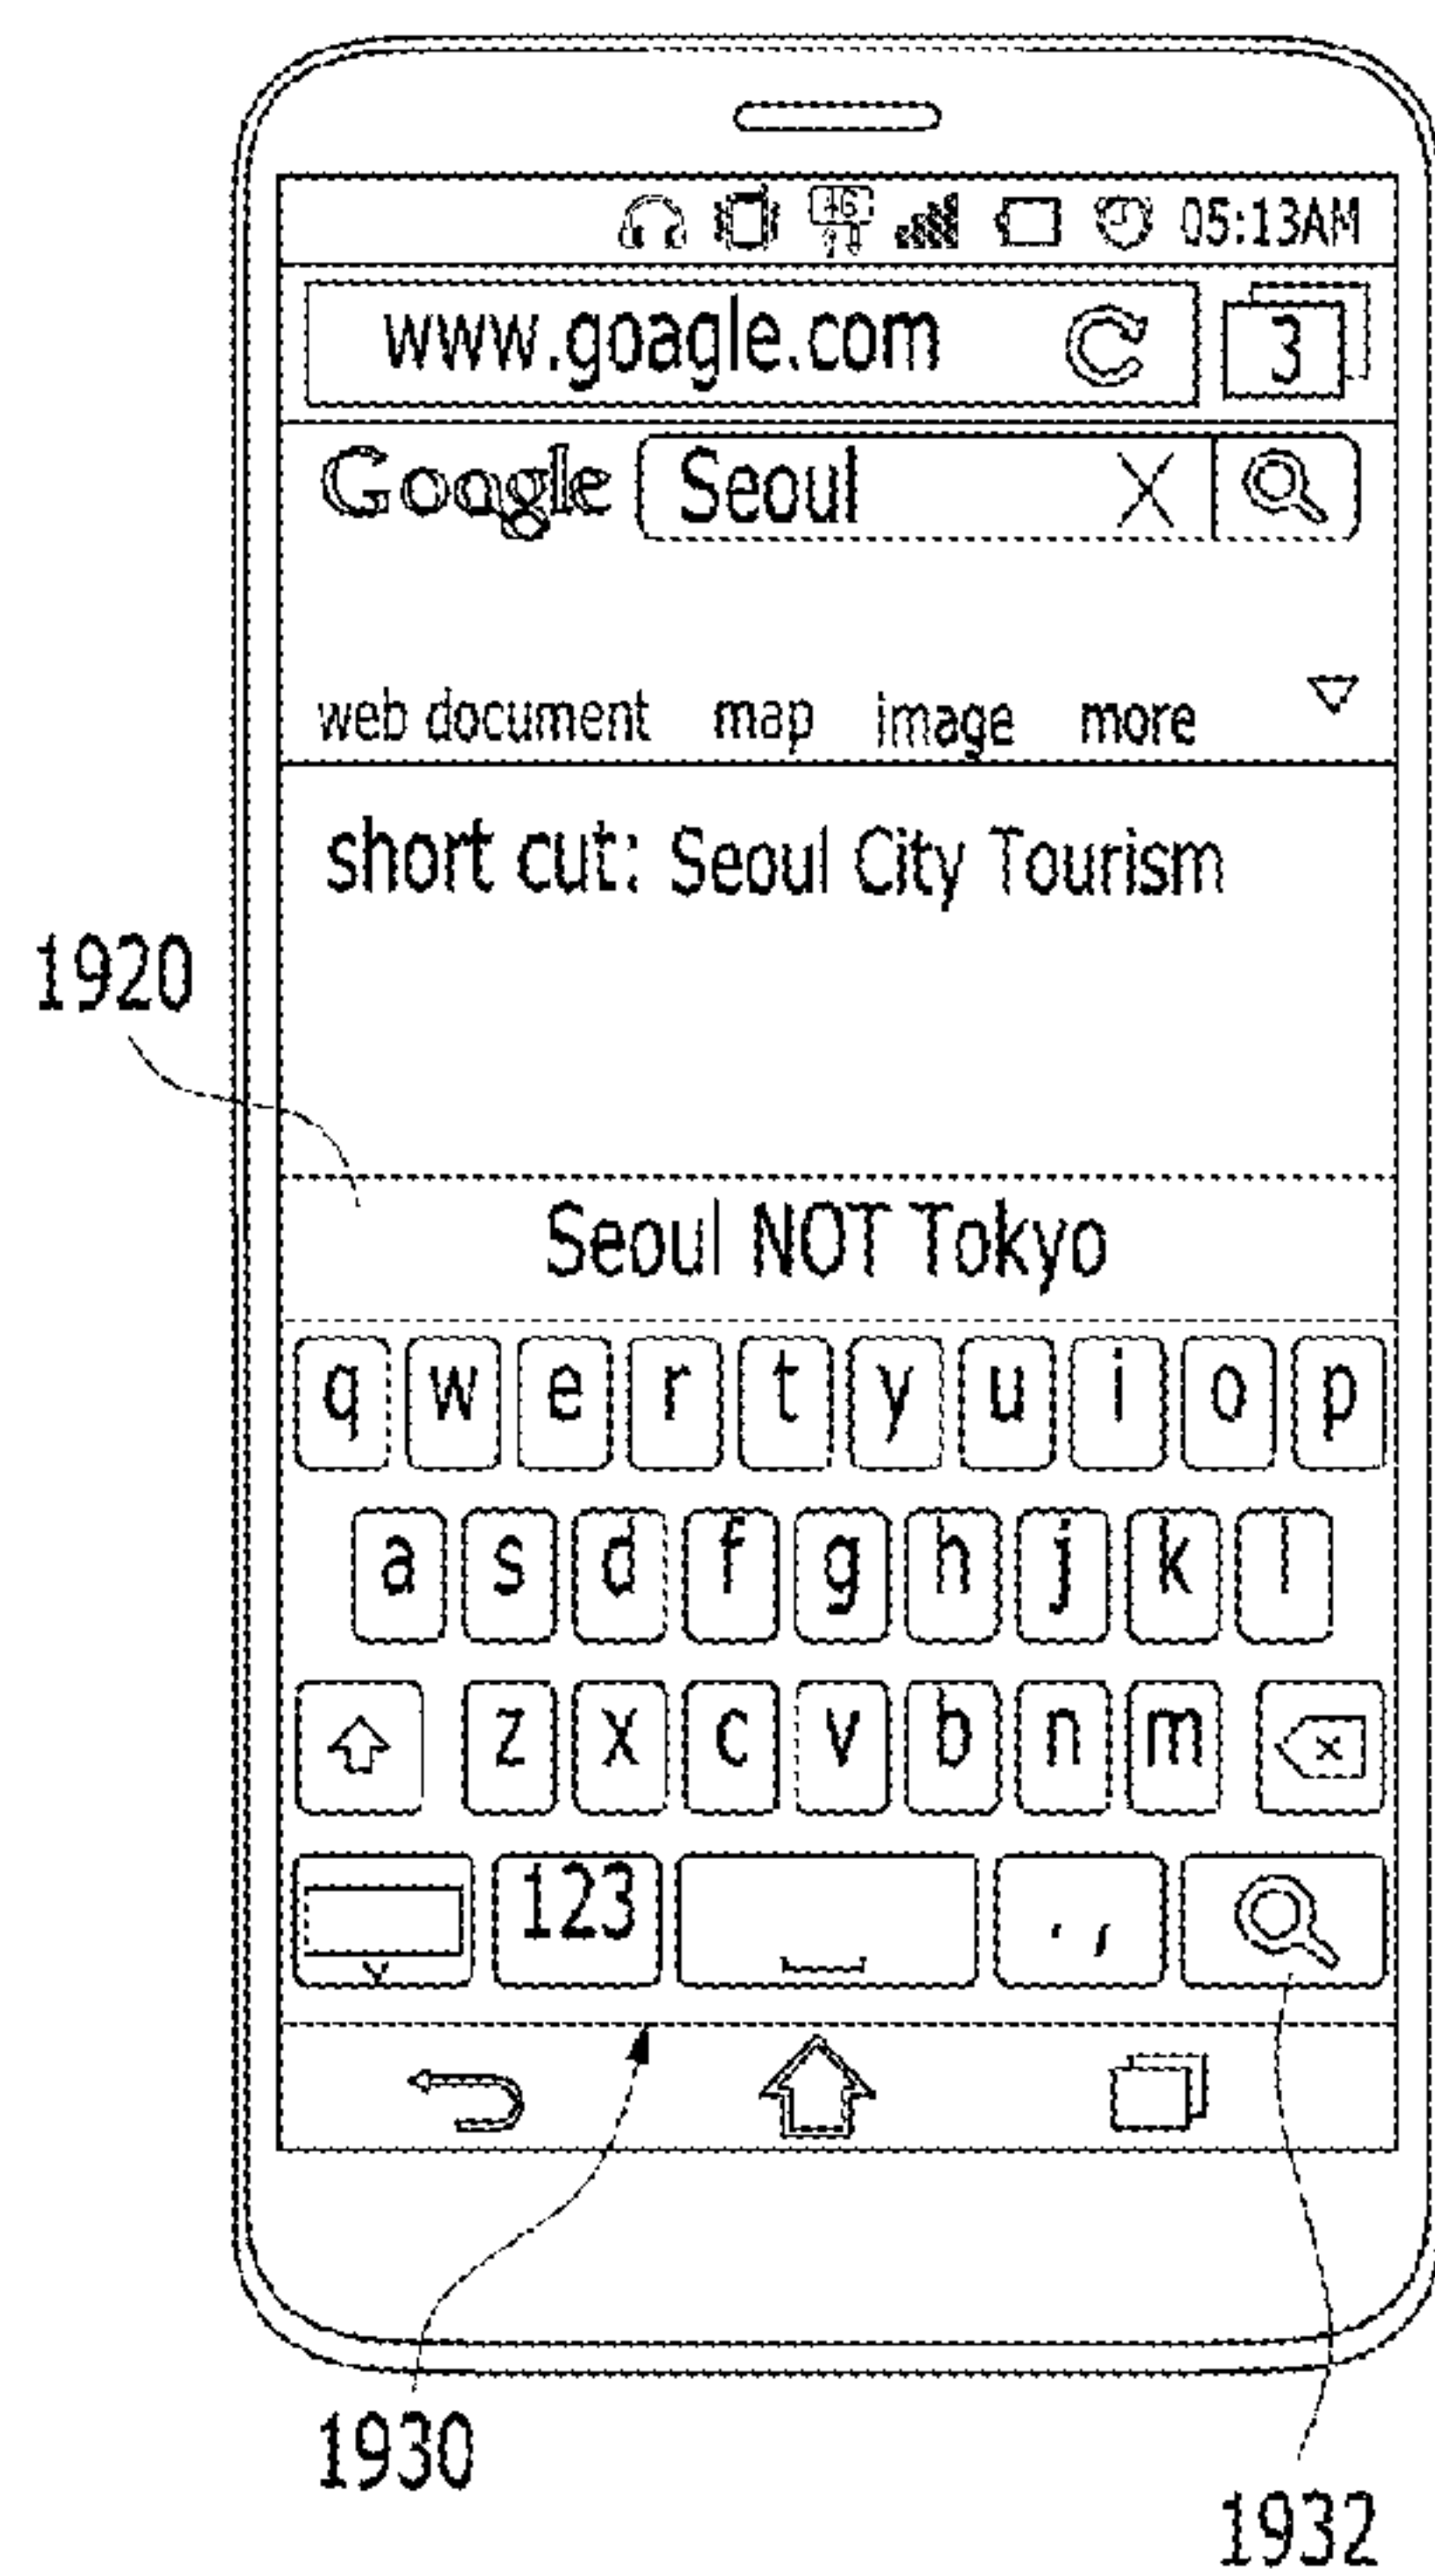 05:13AM
www.goagle.com 3
Goagle Seoul
web document map image more
short cut: Seoul City Tourism
1920
Seoul NOT Tokyo
q w e r t y u i o p
a s d f g h j k l
z x c v b n m
123 . ,
1930
1932